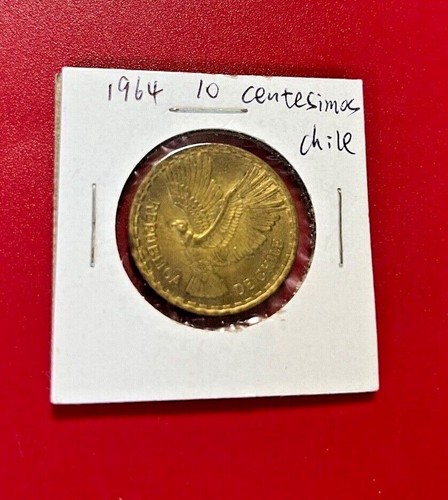 1964 10 centesimos
chile
REPUBLICA DE CHILE